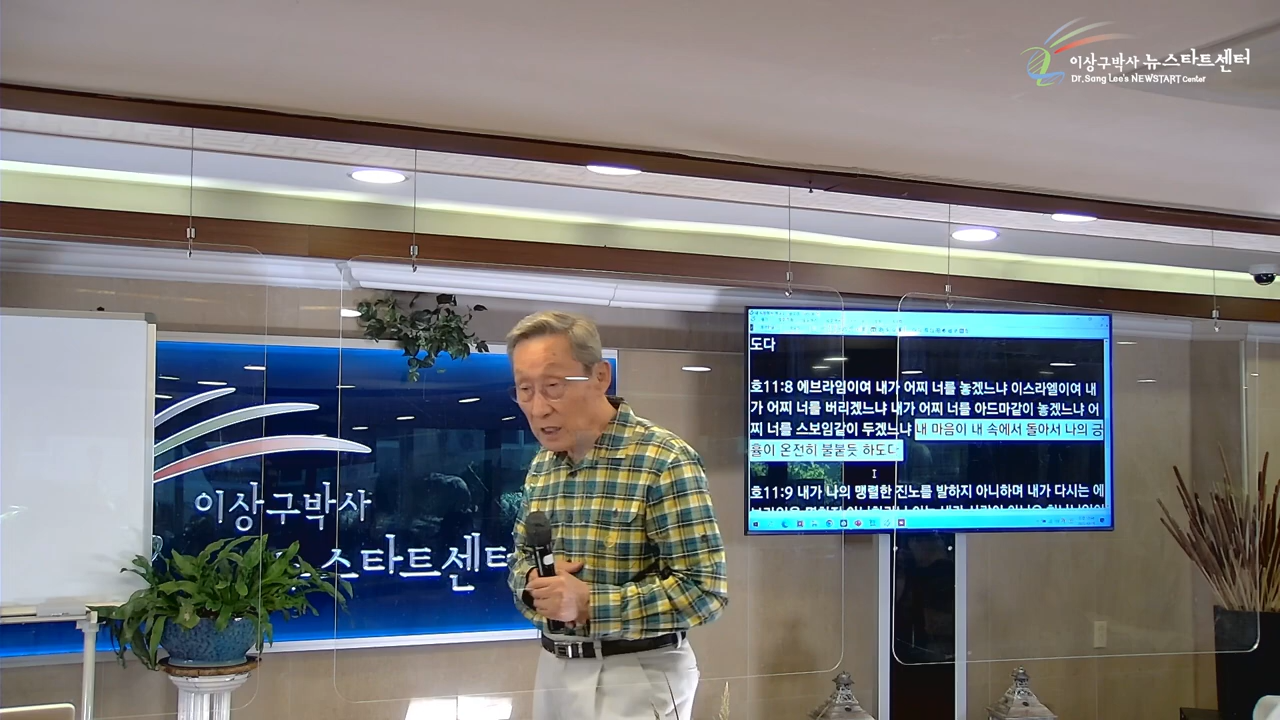 이상구박사 뉴스타트센터
Dr. Sang Lee's NEWSTART Center
이상구박사
스타트센터
도다
호11:8 에브라임이여 내가 어찌 너를 놓겠느냐 이스라엘이여 내
가 어찌 너를 버리겠느냐 내가 어찌 너를 아드마같이 놓겠느냐 어
찌 너를 스보임같이 두겠느냐 내 마음이 내 속에서 돌아서 나의 긍
휼이 온전히 불붙듯 하도다
호11:9 내가 나의 맹렬한 진노를 발하지 아니하며 내가 다시는 에